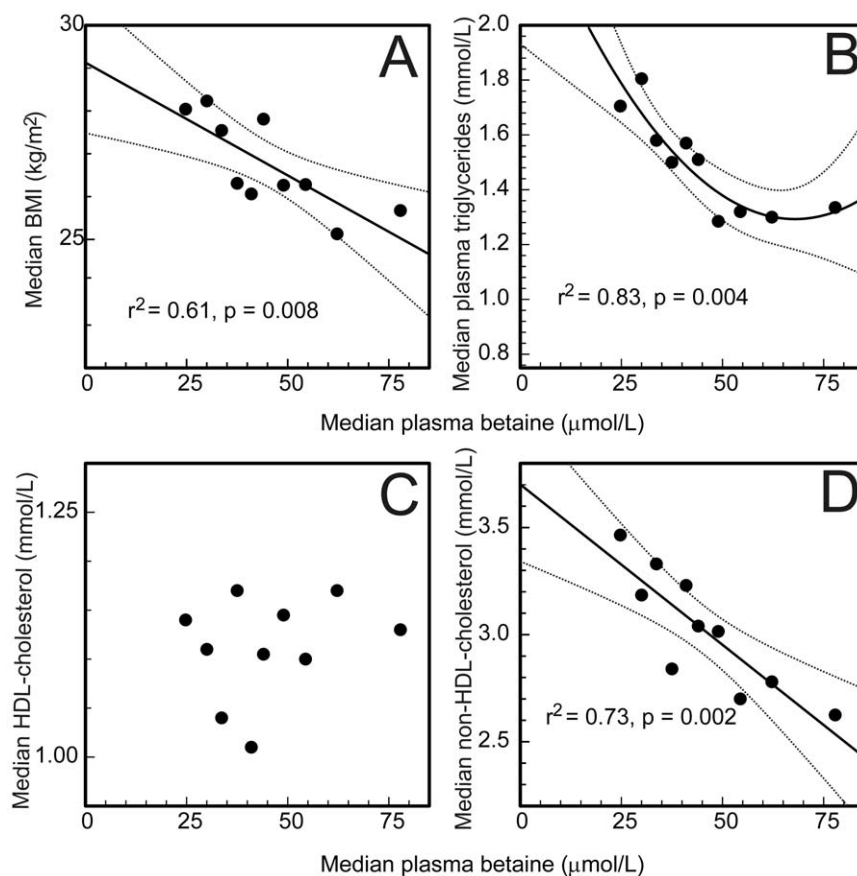 A
30
25
Median BMI (kg/m²)
r² = 0.61, p = 0.008
0 25 50 75
B
2.0
1.8
1.6
1.4
1.2
1.0
0.8
Median plasma triglycerides (mmol/L)
r² = 0.83, p = 0.004
0 25 50 75
Median plasma betaine (μmol/L)
C
1.25
1.00
Median HDL-cholesterol (mmol/L)
0 25 50 75
D
3.5
3.0
2.5
Median non-HDL-cholesterol (mmol/L)
r² = 0.73, p = 0.002
0 25 50 75
Median plasma betaine (μmol/L)